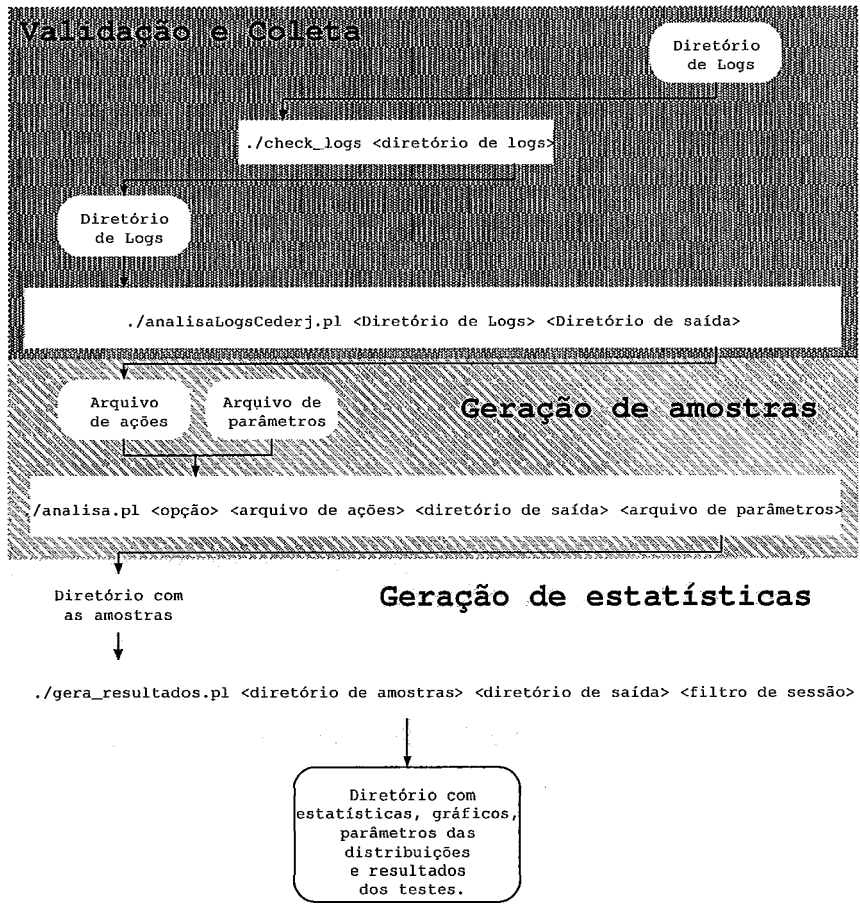 Validação e Coleta
Diretório
de Logs
./check_logs <diretório de logs>
Diretório
de Logs
./analisaLogsCederj.pl <Diretório de Logs> <Diretório de saída>
Arquivo
de ações
Arquivo de
parâmetros
Geração de amostras
./analisa.pl <opção> <arquivo de ações> <diretório de saída> <arquivo de parâmetros>
Diretório com
as amostras
Geração de estatísticas
./gera_resultados.pl <diretório de amostras> <diretório de saída> <filtro de sessão>
Diretório com
estatísticas, gráficos,
parâmetros das
distribuições
e resultados
dos testes.